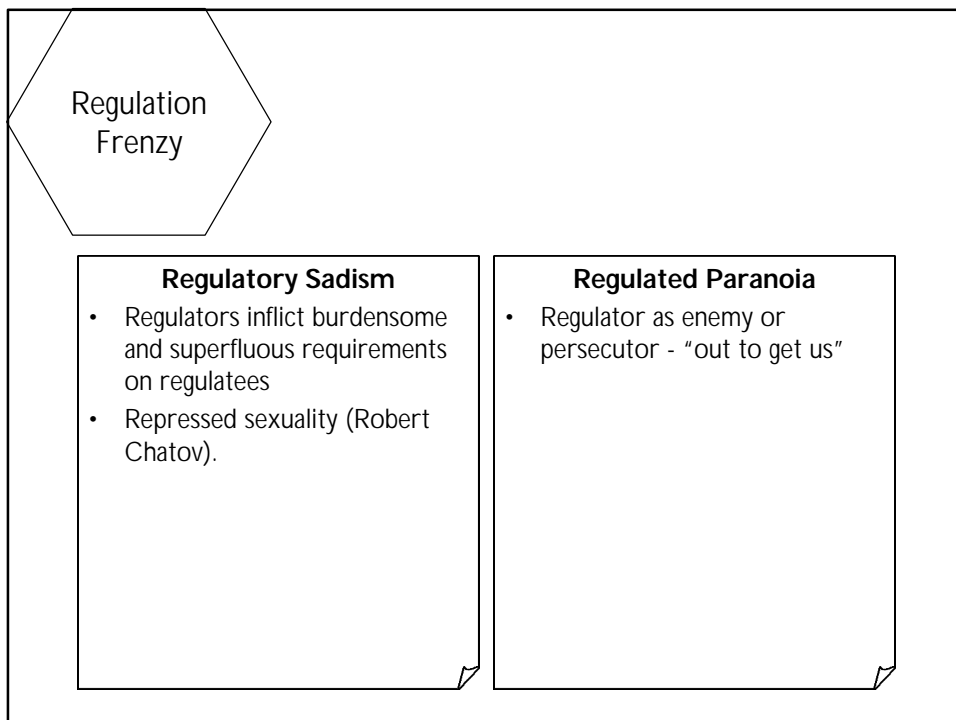 Regulation
Frenzy
Regulatory Sadism
• Regulators inflict burdensome
and superfluous requirements
on regulatees
• Repressed sexuality (Robert
Chatov).
Regulated Paranoia
• Regulator as enemy or
persecutor - “out to get us”